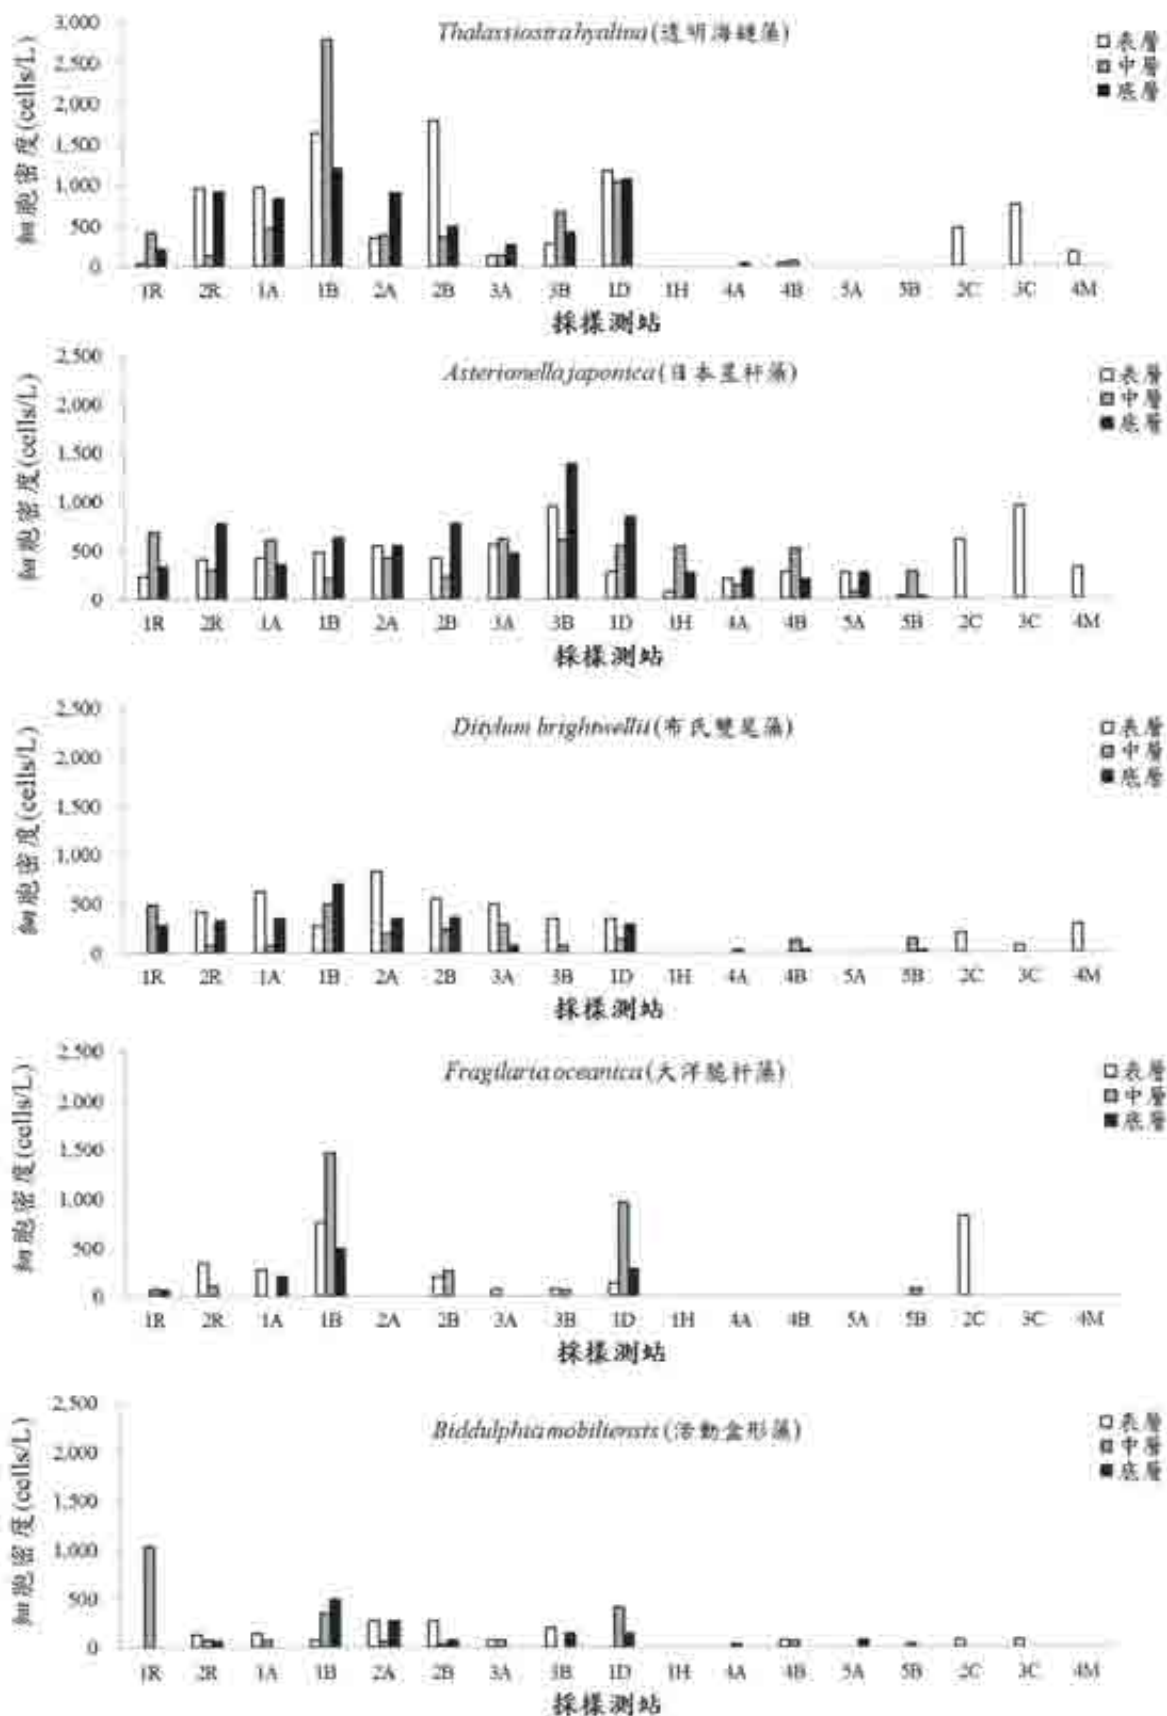 Thalassiosira hyalina (透明海鏈藻)
細胞密度(cells/L)
3,000
2,500
2,000
1,500
1,000
500
0
□表層
■中層
■底層
1R 2R 1A 1B 2A 2B 3A 3B 1D 1H 4A 4B 5A 5B 2C 3C 4M
採樣測站
Asterionella japonica (日本星杆藻)
細胞密度(cells/L)
2,500
2,000
1,500
1,000
500
0
□表層
■中層
■底層
1R 2R 1A 1B 2A 2B 3A 3B 1D 1H 4A 4B 5A 5B 2C 3C 4M
採樣測站
Ditylum brightwellii (布氏雙尾藻)
細胞密度(cells/L)
2,500
2,000
1,500
1,000
500
0
□表層
■中層
■底層
1R 2R 1A 1B 2A 2B 3A 3B 1D 1H 4A 4B 5A 5B 2C 3C 4M
採樣測站
Fragilaria oceanica (大洋脆杆藻)
細胞密度(cells/L)
2,500
2,000
1,500
1,000
500
0
□表層
■中層
■底層
1R 2R 1A 1B 2A 2B 3A 3B 1D 1H 4A 4B 5A 5B 2C 3C 4M
採樣測站
Biddulphia mobiliensis (活動盒形藻)
細胞密度(cells/L)
2,500
2,000
1,500
1,000
500
0
□表層
■中層
■底層
1R 2R 1A 1B 2A 2B 3A 3B 1D 1H 4A 4B 5A 5B 2C 3C 4M
採樣測站